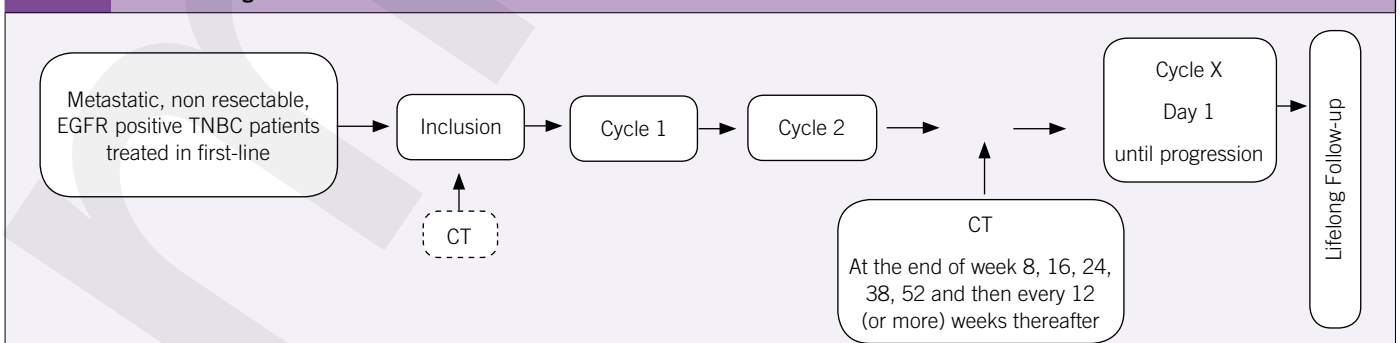 Metastatic, non resectable,
EGFR positive TNBC patients
treated in first-line
Inclusion
CT
Cycle 1
Cycle 2
CT
At the end of week 8, 16, 24,
38, 52 and then every 12
(or more) weeks thereafter
Cycle X
Day 1
until progression
Lifelong Follow-up